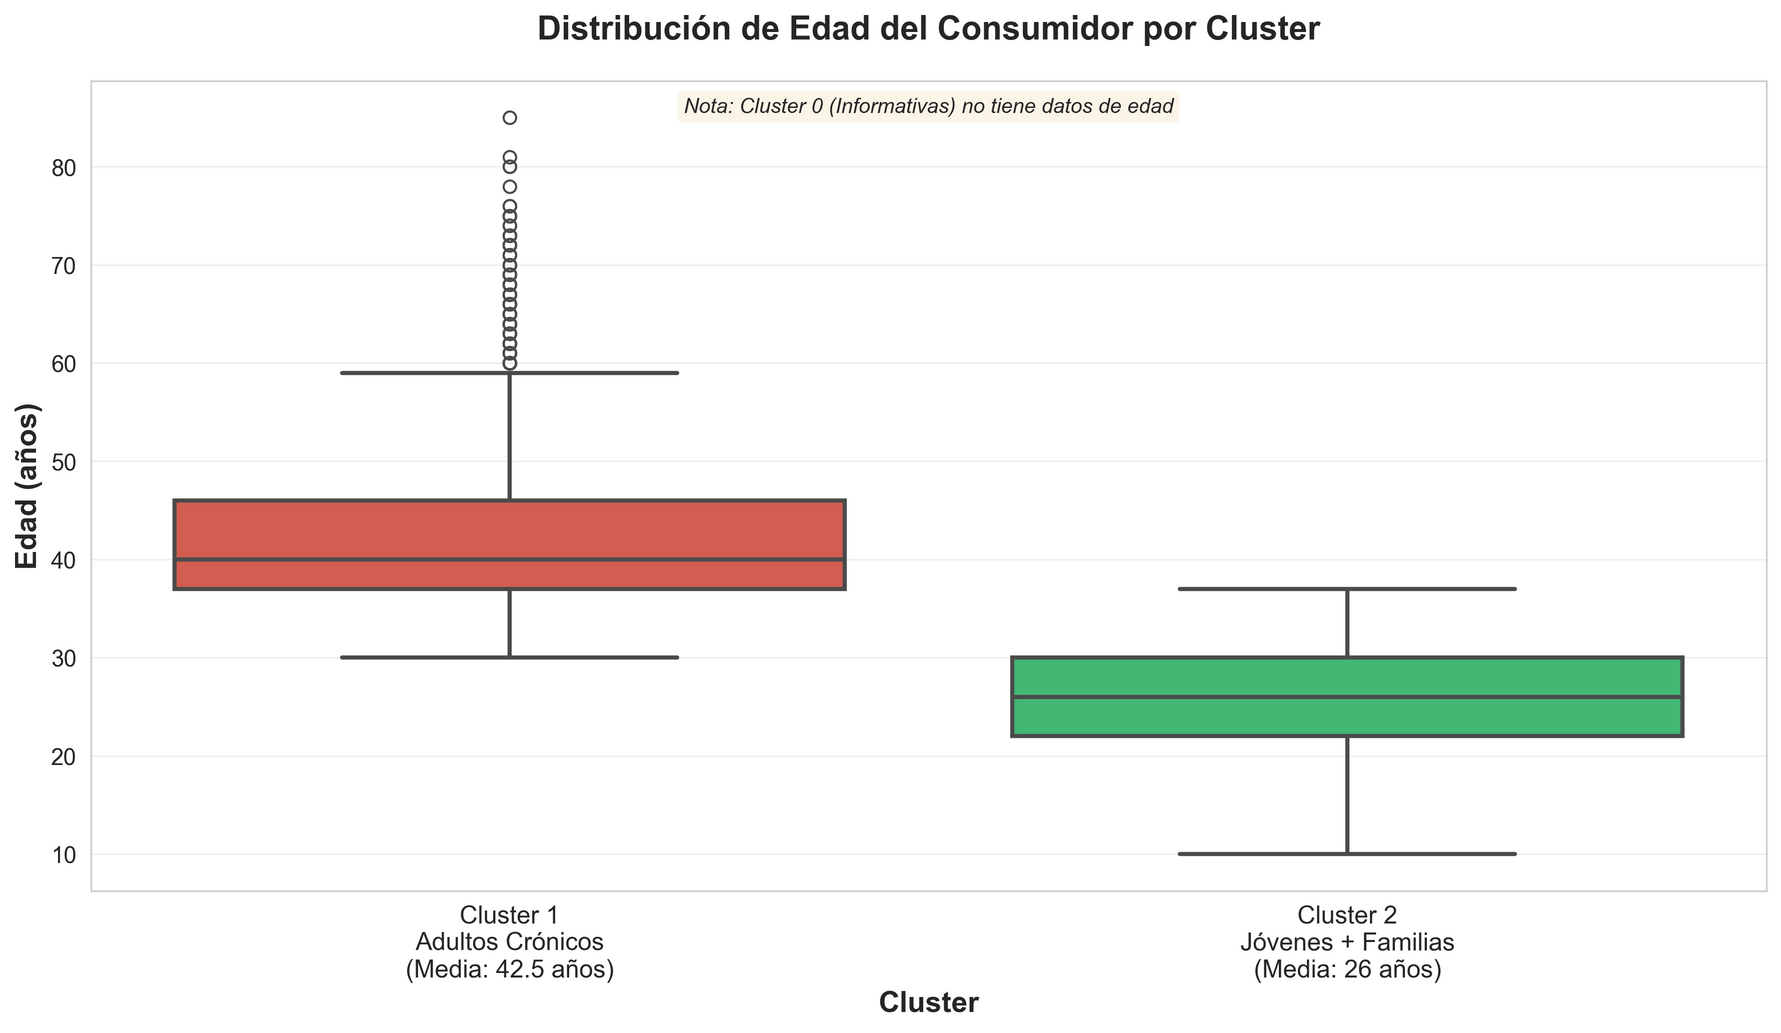 Distribución de Edad del Consumidor por Cluster
Nota: Cluster 0 (Informativas) no tiene datos de edad
Edad (años)
80
70
60
50
40
30
20
10
Cluster 1
Adultos Crónicos
(Media: 42.5 años)
Cluster 2
Jóvenes + Familias
(Media: 26 años)
Cluster